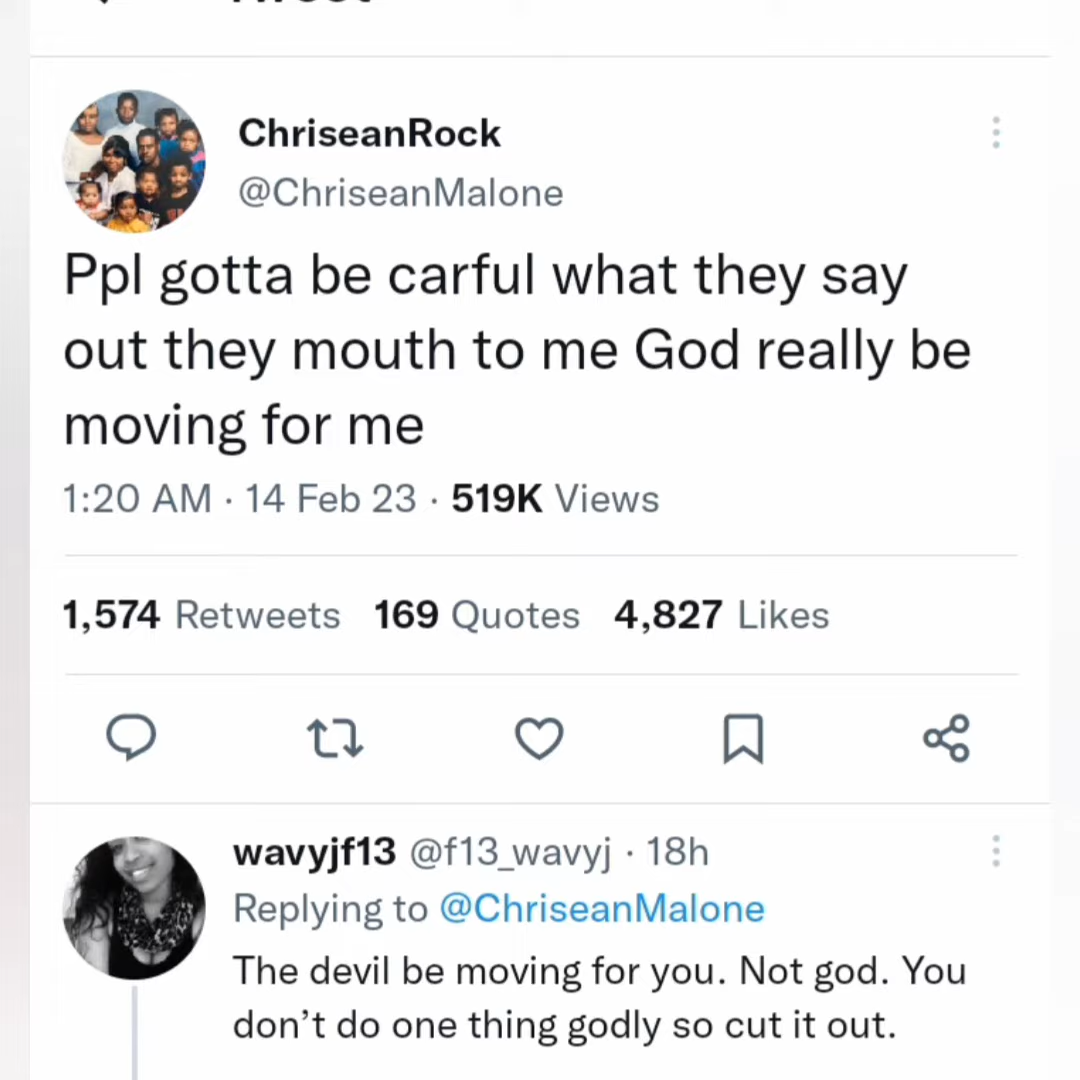 ChriseanRock
@ChriseanMalone
Ppl gotta be carful what they say
out they mouth to me God really be
moving for me
1:20 AM · 14 Feb 23 · 519K Views
1,574 Retweets 169 Quotes 4,827 Likes
wavyjf13 @f13_wavyj · 18h
Replying to @ChriseanMalone
The devil be moving for you. Not god. You
don't do one thing godly so cut it out.